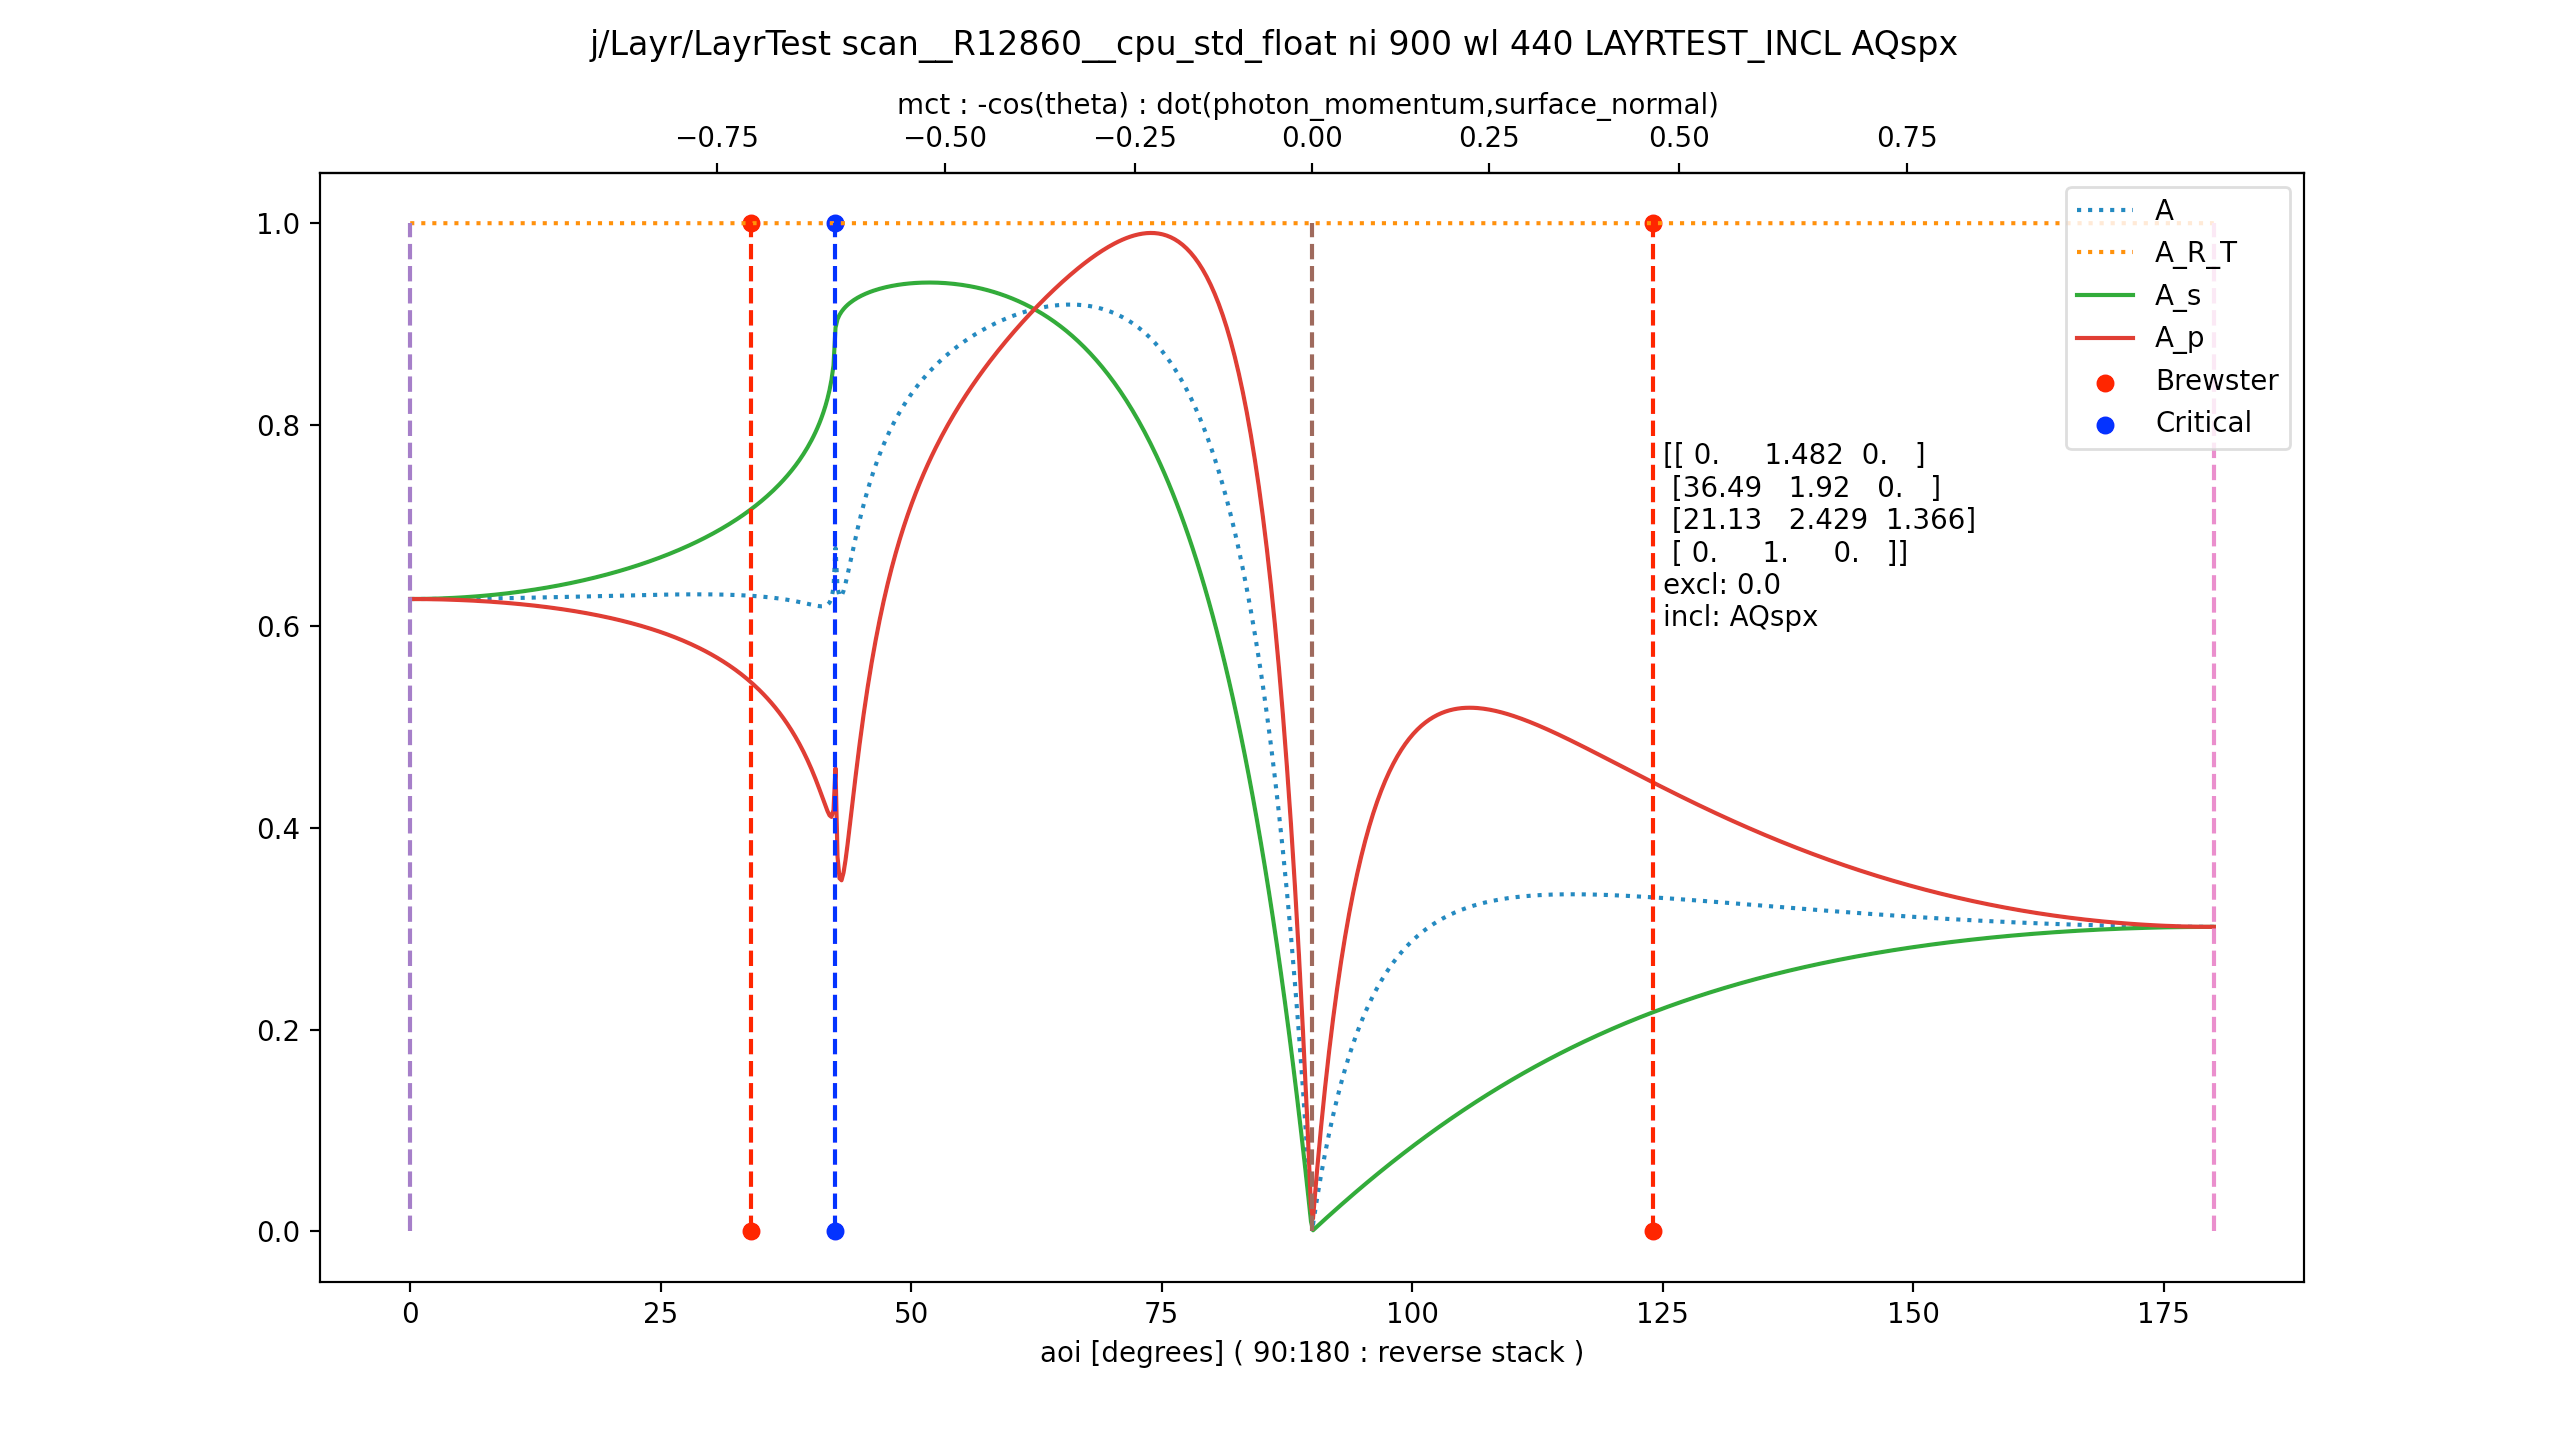 j/Layr/LayrTest scan__R12860__cpu_std_float ni 900 wl 440 LAYRTEST_INCL AQspx
mct : -cos(theta) : dot(photon_momentum,surface_normal)
−0.75 −0.50 −0.25 0.00 0.25 0.50 0.75
1.0
0.8
0.6
0.4
0.2
0.0
A
A_R_T
A_s
A_p
Brewster
Critical
[[ 0. 1.482 0. ]
[36.49 1.92 0. ]
[21.13 2.429 1.366]
[ 0. 1. 0. ]]
excl: 0.0
incl: AQspx
0 25 50 75 100 125 150 175
aoi [degrees] ( 90:180 : reverse stack )